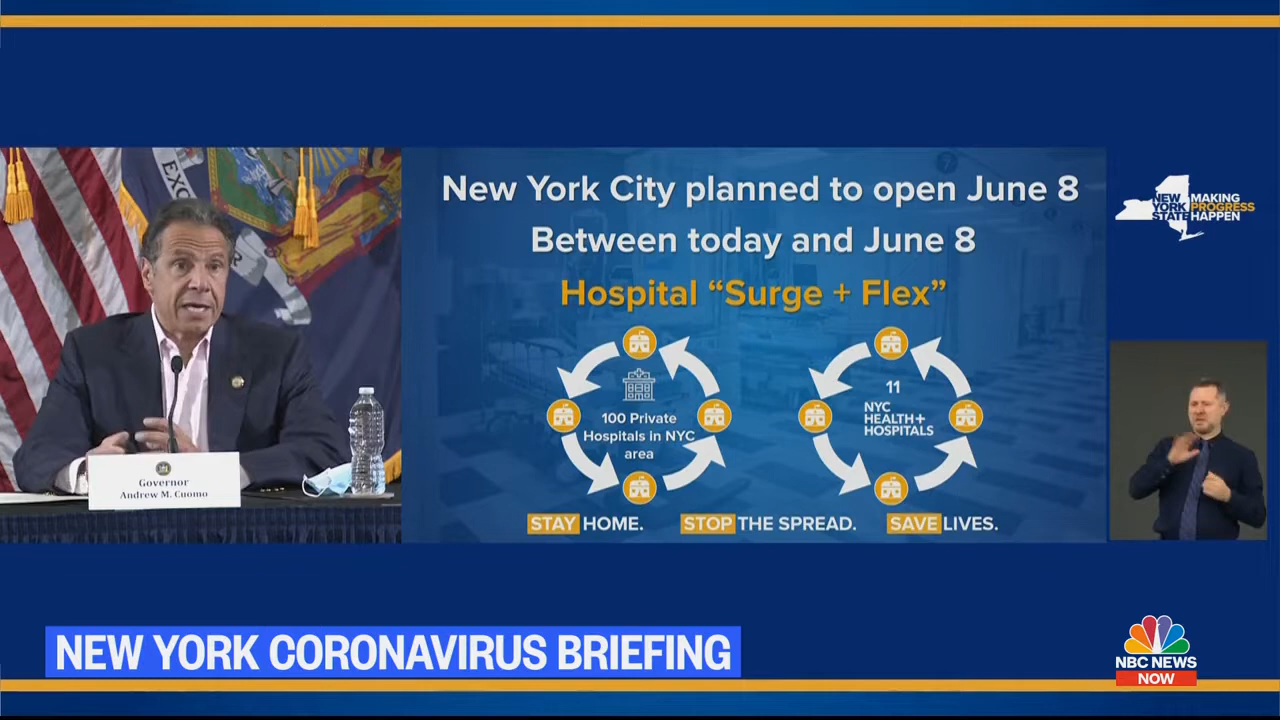 EXC
Governor
Andrew M. Cuomo
New York City planned to open June 8
Between today and June 8
Hospital “Surge + Flex”
100 Private
Hospitals in NYC
area
11
NYC
HEALTH+
HOSPITALS
STAY HOME. STOP THE SPREAD. SAVE LIVES.
NEW YORK STATE
MAKING PROGRESS HAPPEN
NEW YORK CORONAVIRUS BRIEFING
NBC NEWS
NOW